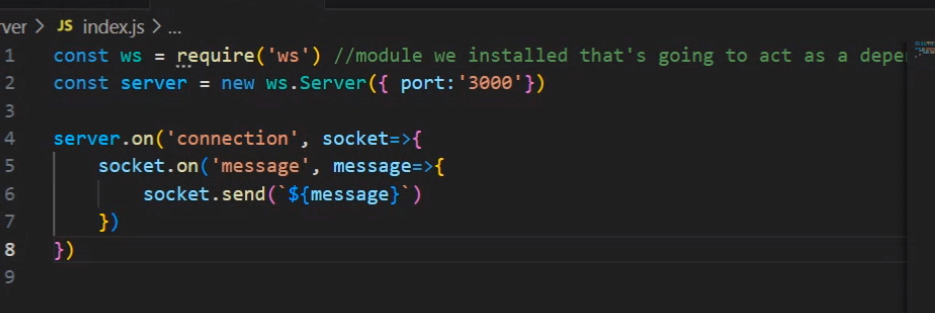 rver > JS index.js > ...
1 const ws = require('ws') //module we installed that's going to act as a
2 const server = new ws.Server({ port:'3000'})
3
4 server.on('connection', socket=>{
5     socket.on('message', message=>{
6         socket.send(`${message}`)
7     })
8 })
9